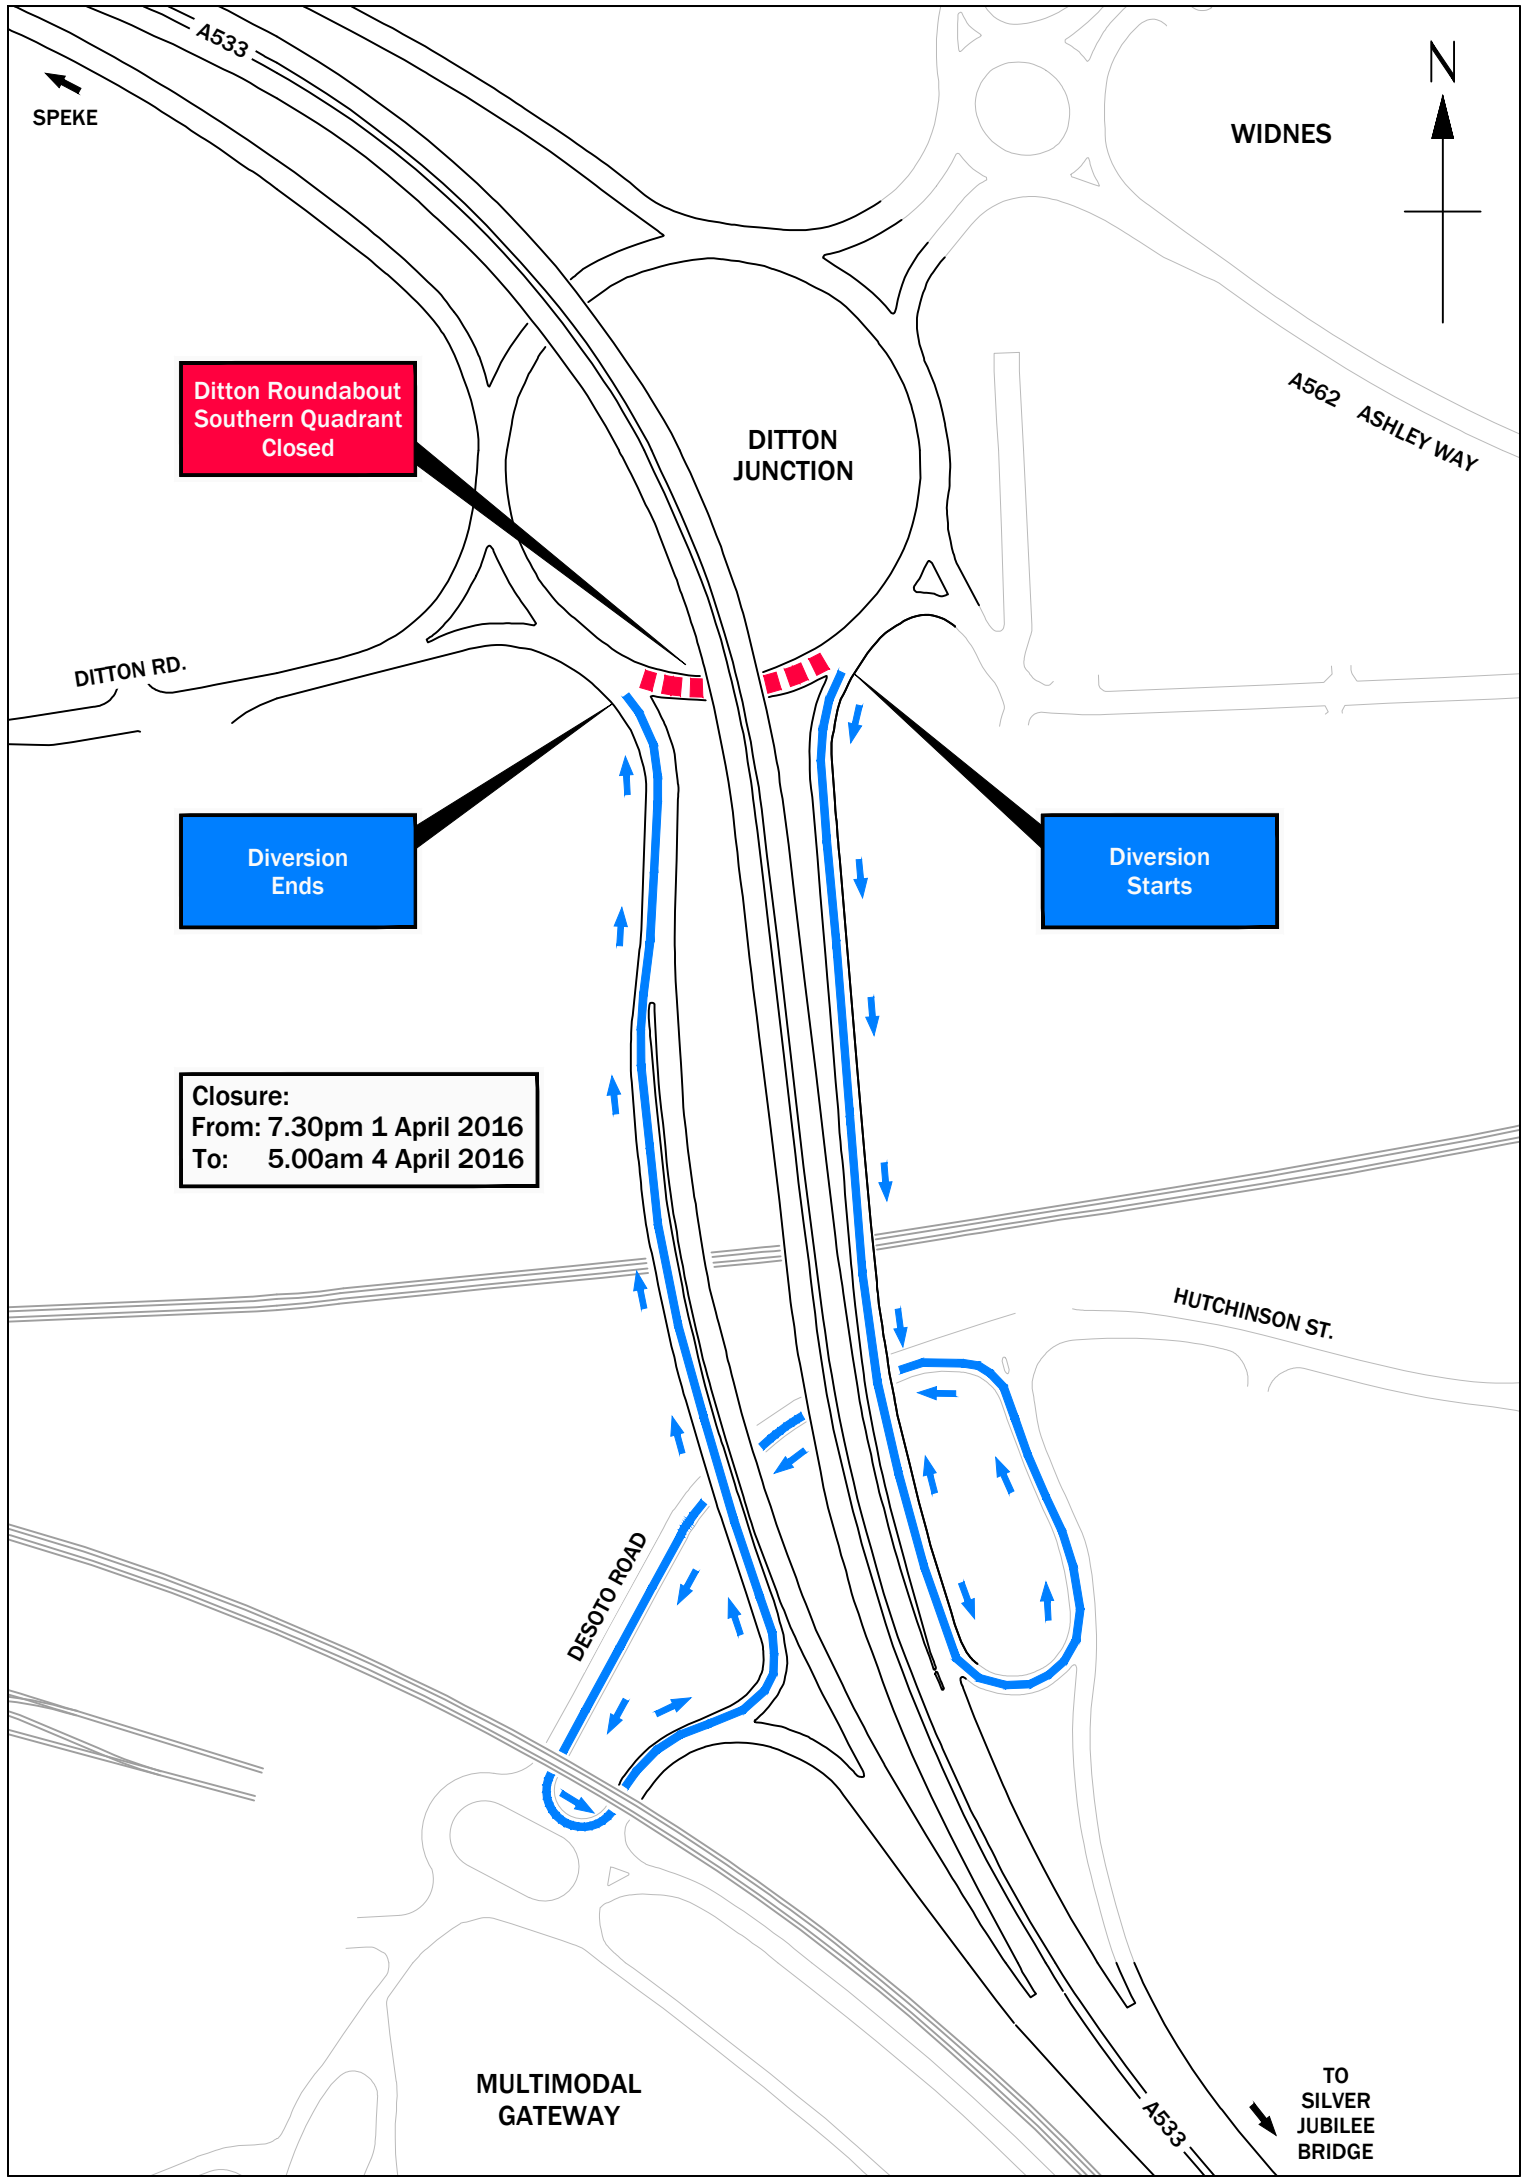 A533
SPEKE
N
WIDNES
A562 ASHLEY WAY
Ditton Roundabout
Southern Quadrant
Closed
DITTON
JUNCTION
DITTON RD.
Diversion
Ends
Diversion
Starts
Closure:
From: 7.30pm 1 April 2016
To: 5.00am 4 April 2016
HUTCHINSON ST.
DESOTO ROAD
MULTIMODAL
GATEWAY
A533
TO
SILVER
JUBILEE
BRIDGE